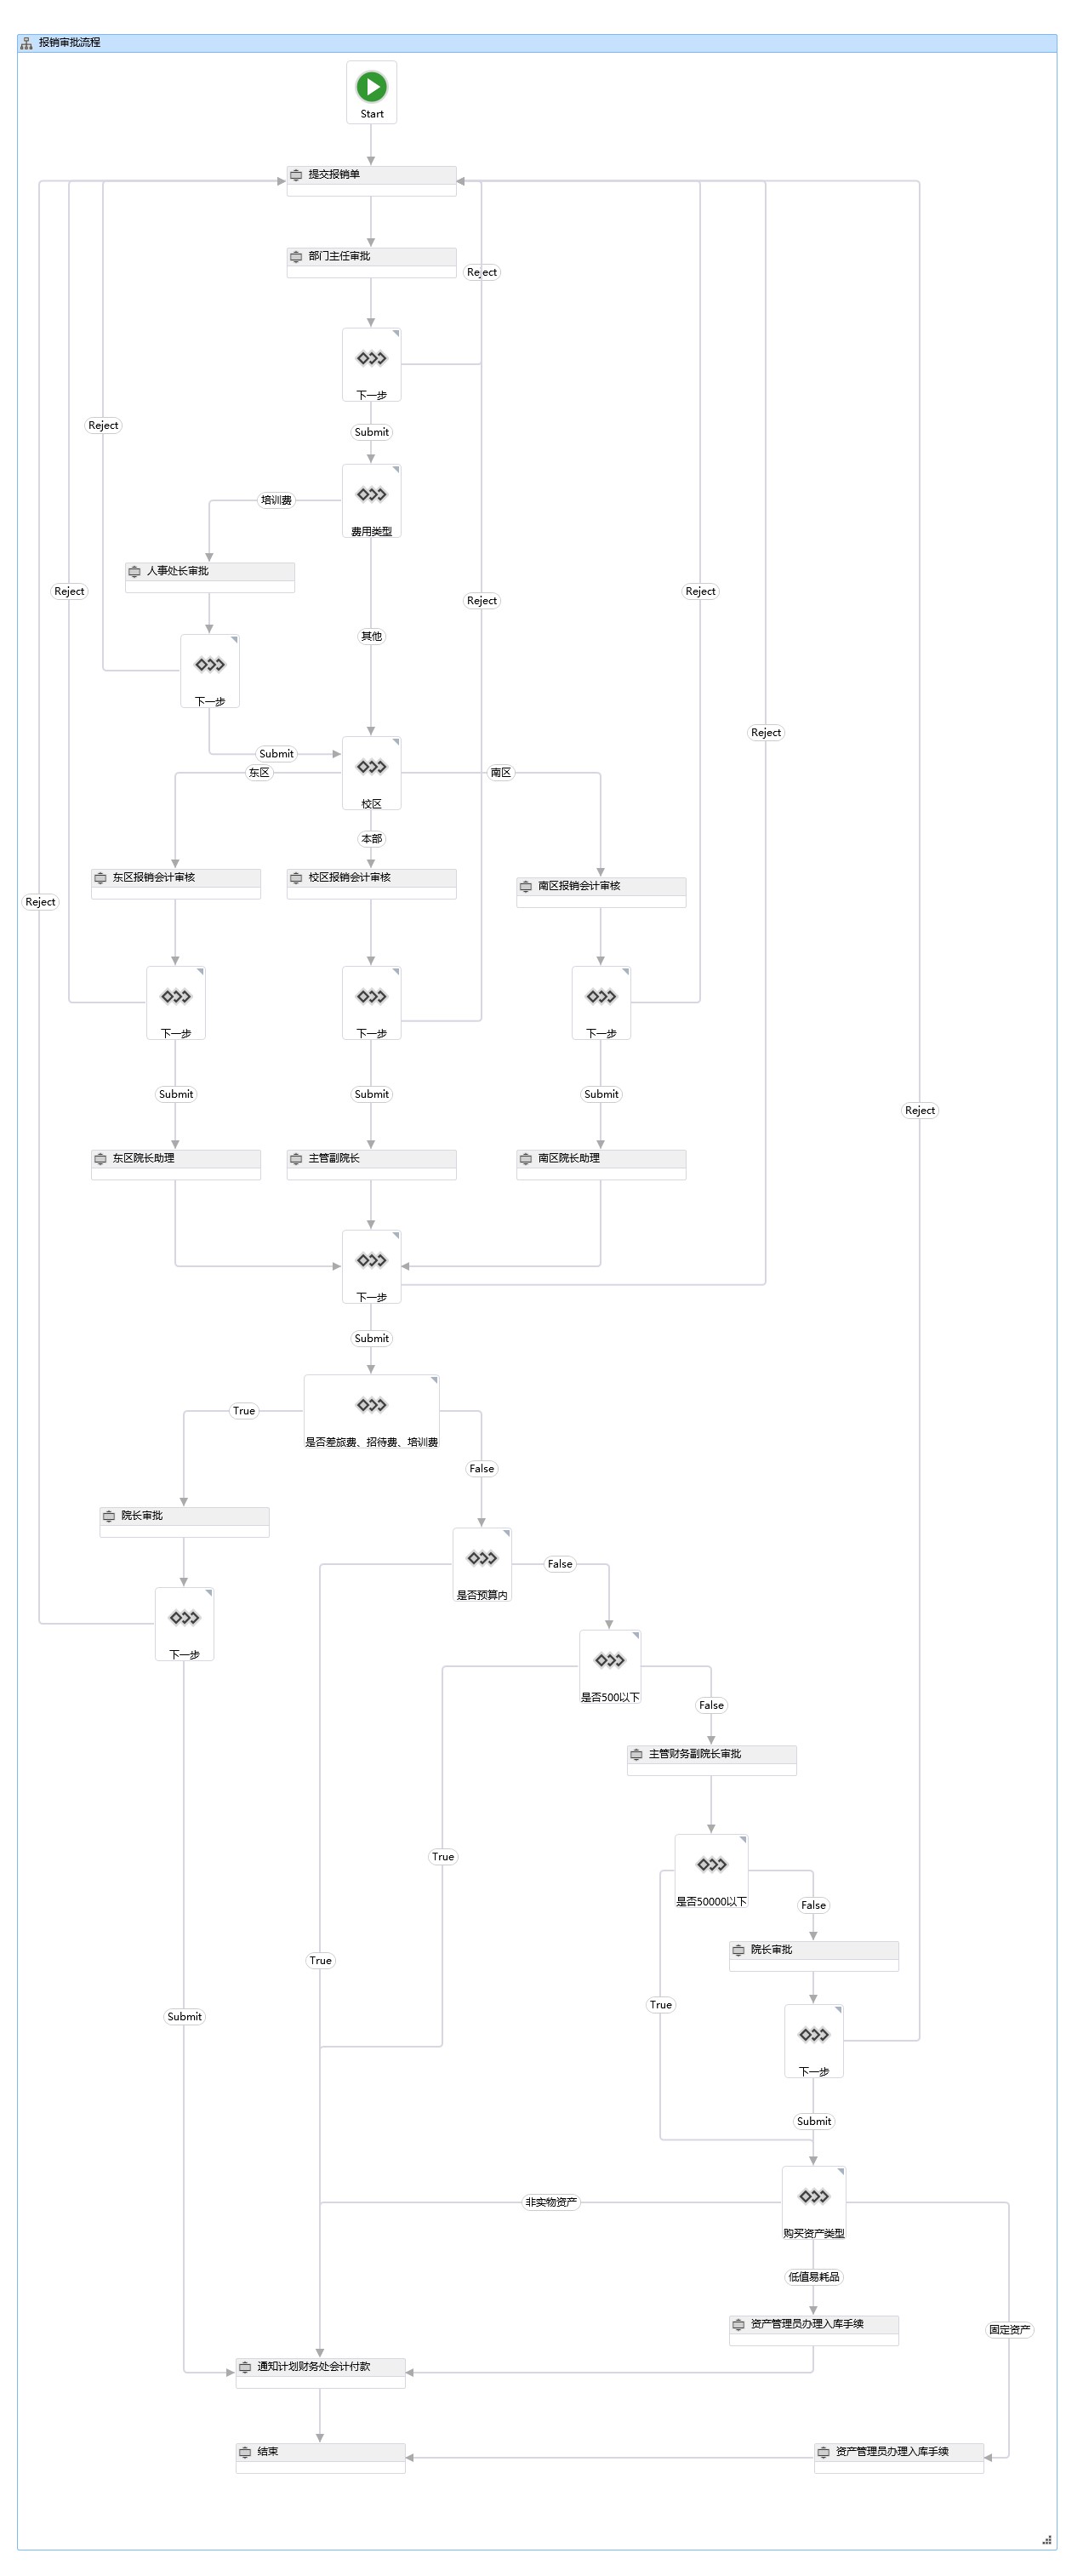 报销审批流程
Start
提交报销单
部门主任审批
Reject
下一步
Reject
Submit
费用类型
培训费
人事处长审批
Reject
Reject
Reject
其他
下一步
Reject
Submit
校区
东区
南区
本部
东区报销会计审核
校区报销会计审核
南区报销会计审核
Reject
下一步
下一步
下一步
Submit
Submit
Submit
Reject
东区院长助理
主管副院长
南区院长助理
下一步
Submit
True
是否差旅费、招待费、培训费
False
院长审批
False
是否预算内
下一步
是否500以下
False
主管财务副院长审批
True
是否50000以下
False
院长审批
True
True
Submit
下一步
Submit
非实物资产
购买资产类型
低值易耗品
资产管理员办理入库手续
固定资产
通知计划财务处会计付款
结束
资产管理员办理入库手续